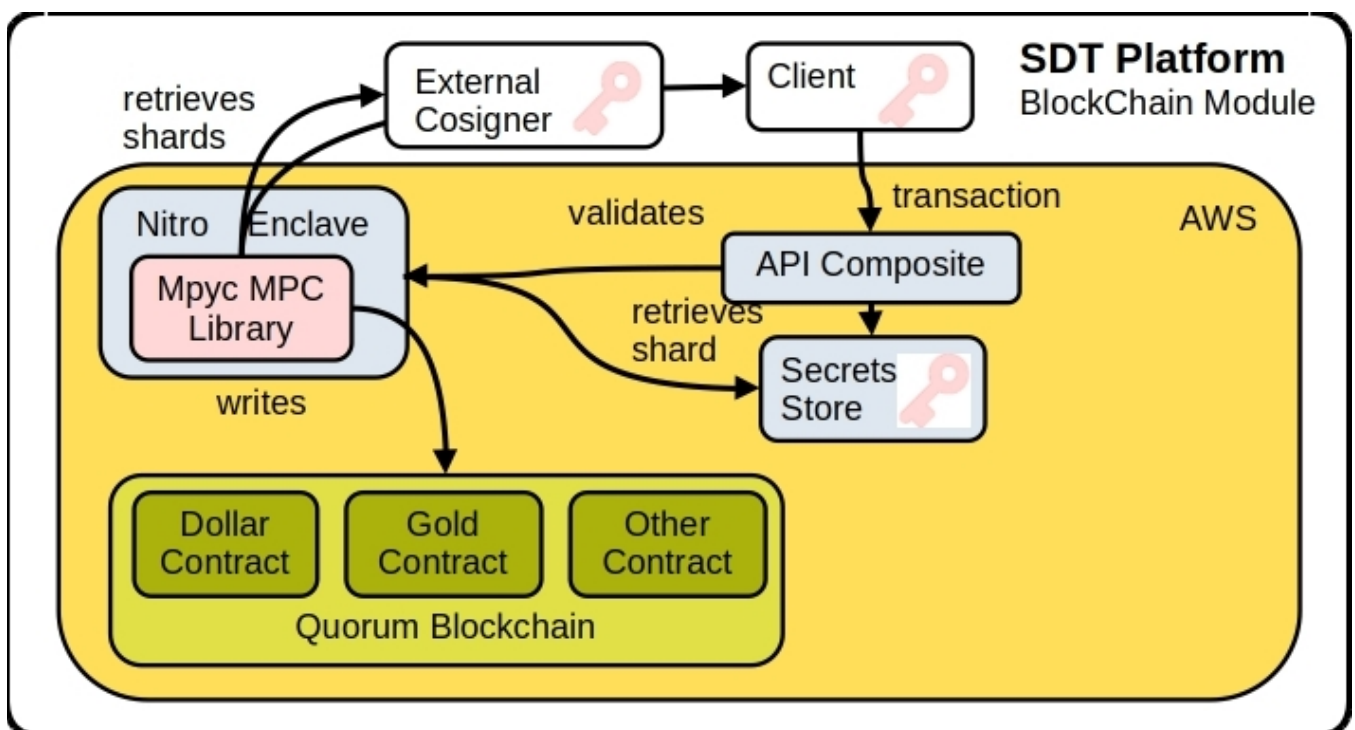 SDT Platform
BlockChain Module
External
Cosigner
Client
retrieves
shards
AWS
transaction
validates
Nitro Enclave
API Composite
Mpyc MPC
Library
retrieves
shard
Secrets
Store
writes
Dollar
Contract
Gold
Contract
Other
Contract
Quorum Blockchain